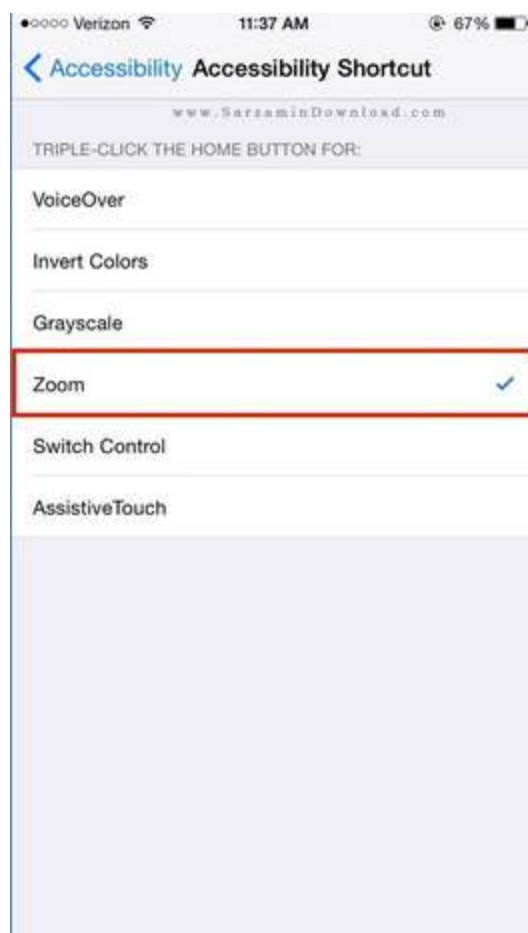 Verizon 11:37 AM 67%
Accessibility Accessibility Shortcut
www.SarzaminDownload.com
TRIPLE-CLICK THE HOME BUTTON FOR:
VoiceOver
Invert Colors
Grayscale
Zoom
Switch Control
AssistiveTouch